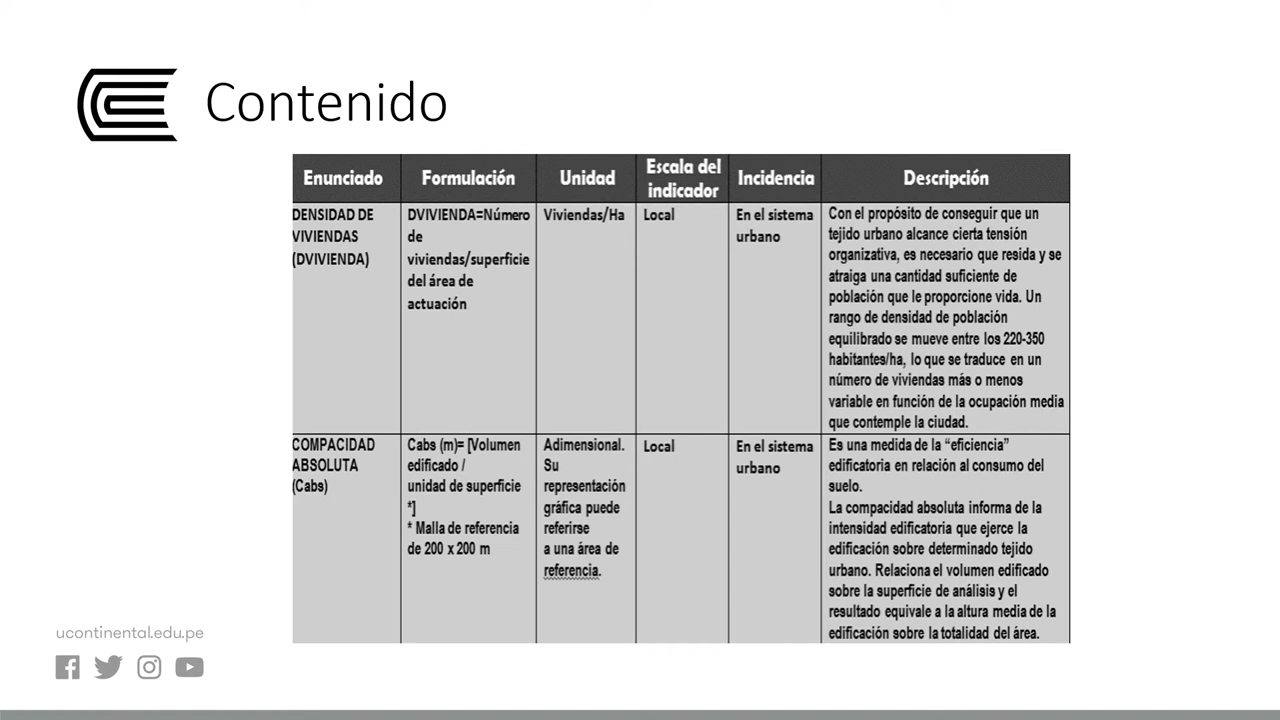 Contenido
Enunciado
Formulación
Unidad
Escala del
indicador
Incidencia
Descripción
DENSIDAD DE
VIVIENDAS
(DVIVIENDA)
DVIVIENDA=Número
de
viviendas/superficie
del área de
actuación
Viviendas/Ha
Local
En el sistema
urbano
Con el propósito de conseguir que un
tejido urbano alcance cierta tensión
organizativa, es necesario que resida y se
atraiga una cantidad suficiente de
población que le proporcione vida. Un
rango de densidad de población
equilibrado se mueve entre los 220-350
habitantes/ha, lo que se traduce en un
número de viviendas más o menos
variable en función de la ocupación media
que contemple la ciudad.
COMPACIDAD
ABSOLUTA
(Cabs)
Cabs (m)= [Volumen
edificado /
unidad de superficie
*]
* Malla de referencia
de 200 x 200 m
Adimensional.
Su
representación
gráfica puede
referirse
a una área de
referencia.
Local
En el sistema
urbano
Es una medida de la “eficiencia”
edificatoria en relación al consumo del
suelo.
La compacidad absoluta informa de la
intensidad edificatoria que ejerce la
edificación sobre determinado tejido
urbano. Relaciona el volumen edificado
sobre la superficie de análisis y el
resultado equivale a la altura media de la
edificación sobre la totalidad del área.
ucontinental.edu.pe